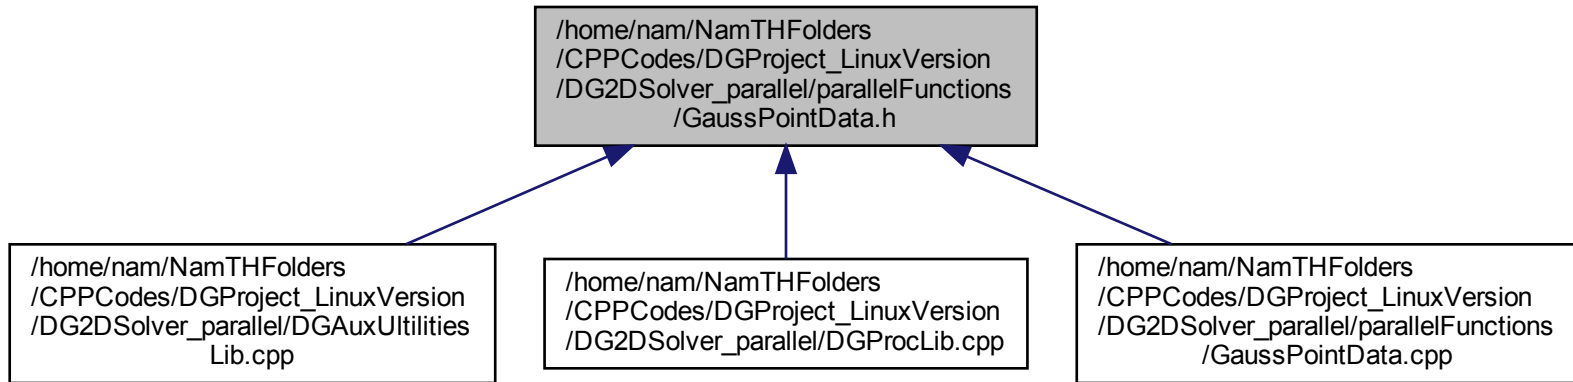 /home/nam/NamTHFolders
/CPPCodes/DGProject_LinuxVersion
/DG2DSolver_parallel/parallelFunctions
/GaussPointData.h
/home/nam/NamTHFolders
/CPPCodes/DGProject_LinuxVersion
/DG2DSolver_parallel/DGAuxUltilities
Lib.cpp
/home/nam/NamTHFolders
/CPPCodes/DGProject_LinuxVersion
/DG2DSolver_parallel/DGProcLib.cpp
/home/nam/NamTHFolders
/CPPCodes/DGProject_LinuxVersion
/DG2DSolver_parallel/parallelFunctions
/GaussPointData.cpp